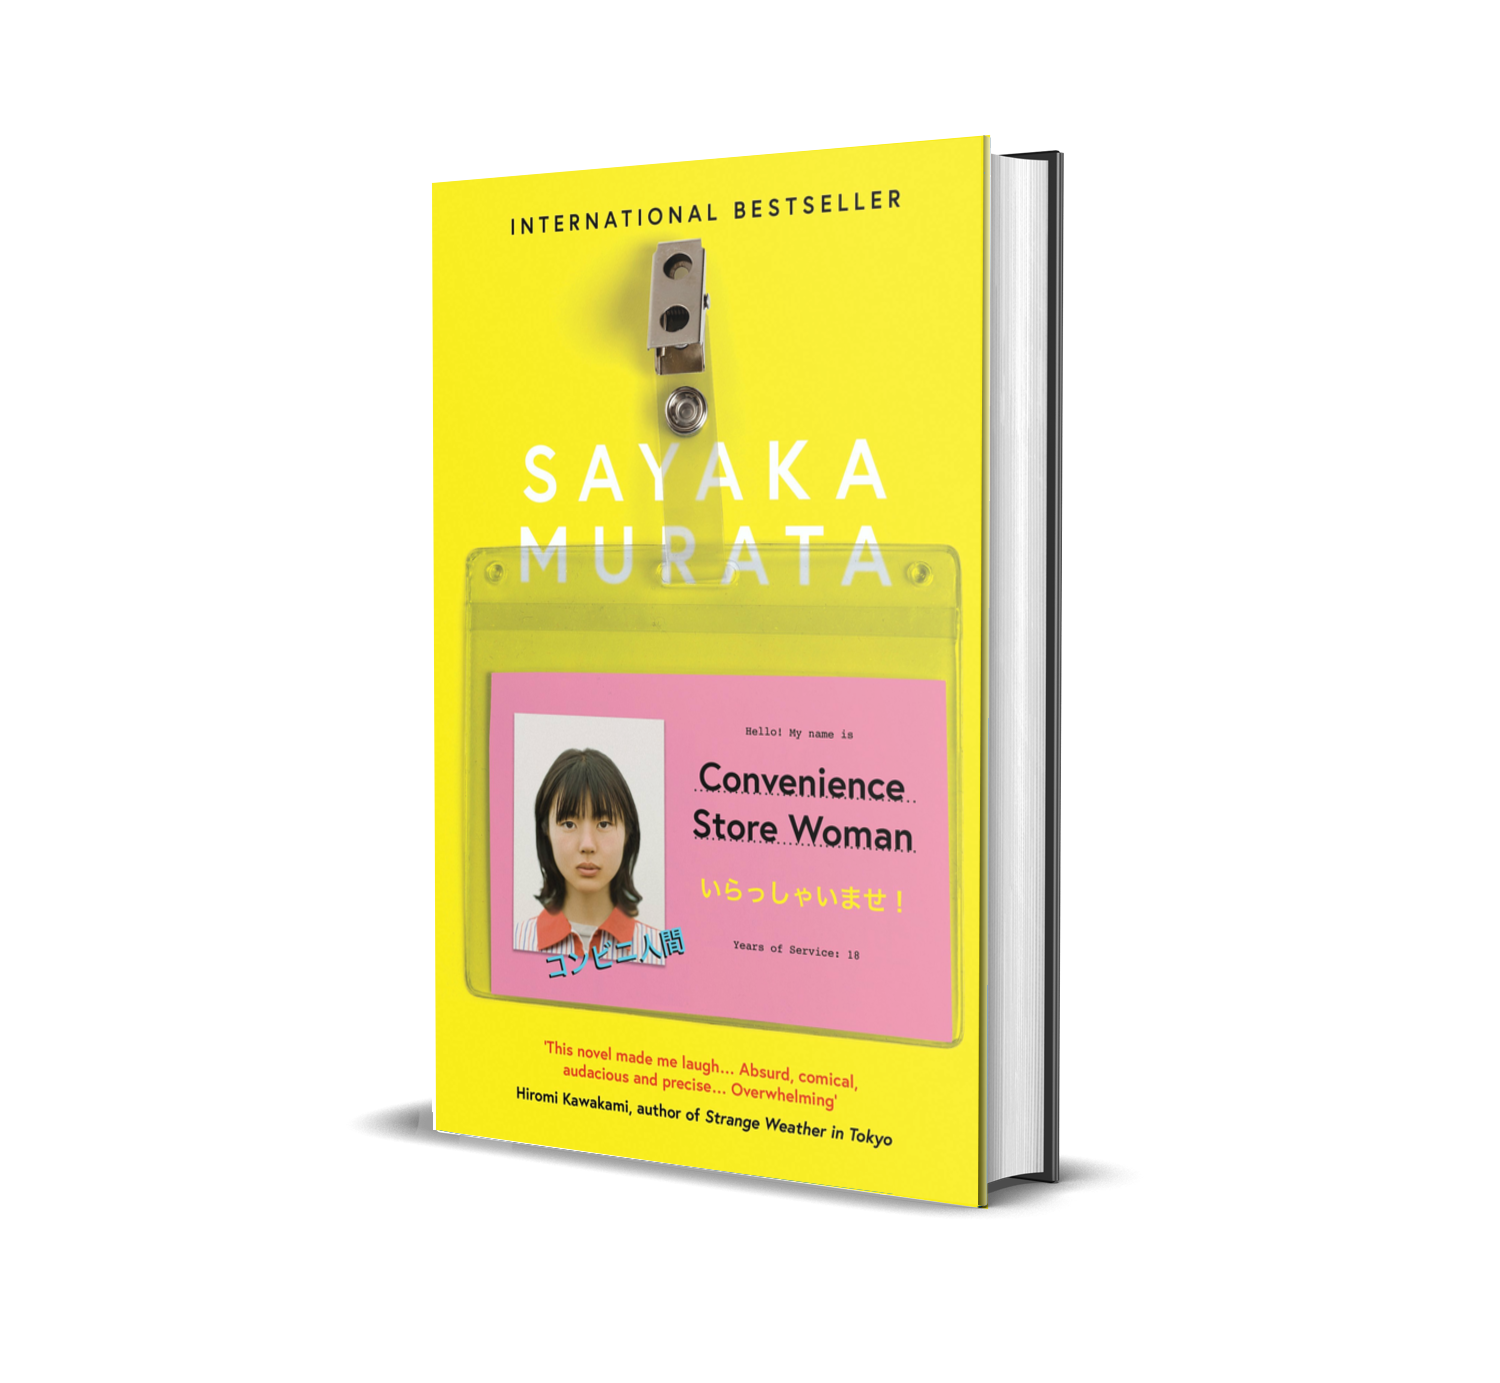 INTERNATIONAL BESTSELLER
SAYAKA
MURATA
Hello! My name is
Convenience
Store Woman
いらっしゃいませ！
Years of Service: 18
コンビニ人間
'This novel made me laugh... Absurd, comical,
audacious and precise... Overwhelming'
Hiromi Kawakami, author of Strange Weather in Tokyo